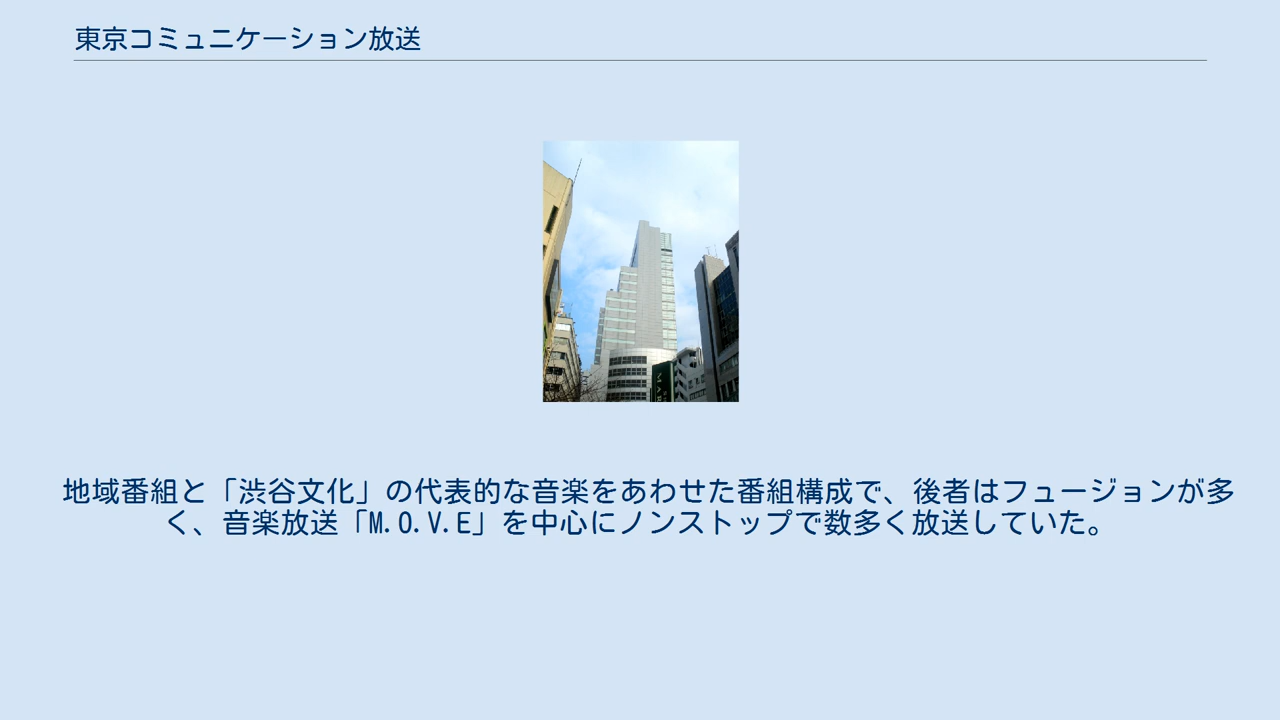 東京コミュニケーション放送
地域番組と「渋谷文化」の代表的な音楽をあわせた番組構成で、後者はフュージョンが多
く、音楽放送「M.O.V.E」を中心にノンストップで数多く放送していた。